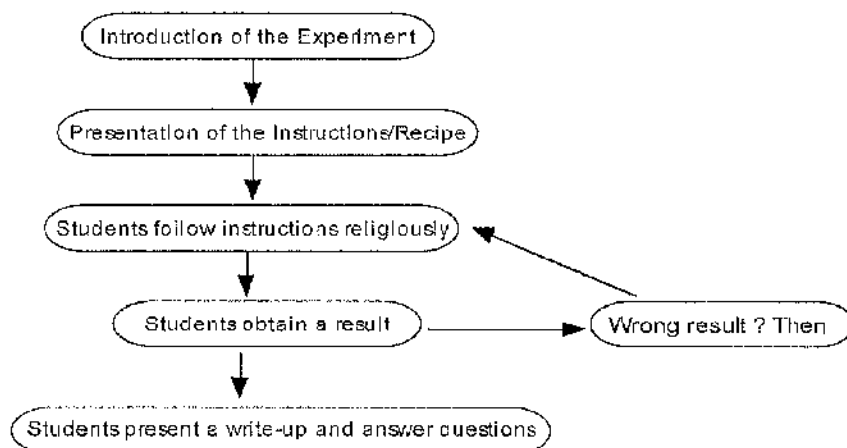 Introduction of the Experiment
Presentation of the Instructions/Recipe
Students follow instructions religiously
Students obtain a result
Wrong result ? Then
Students present a write-up and answer questions